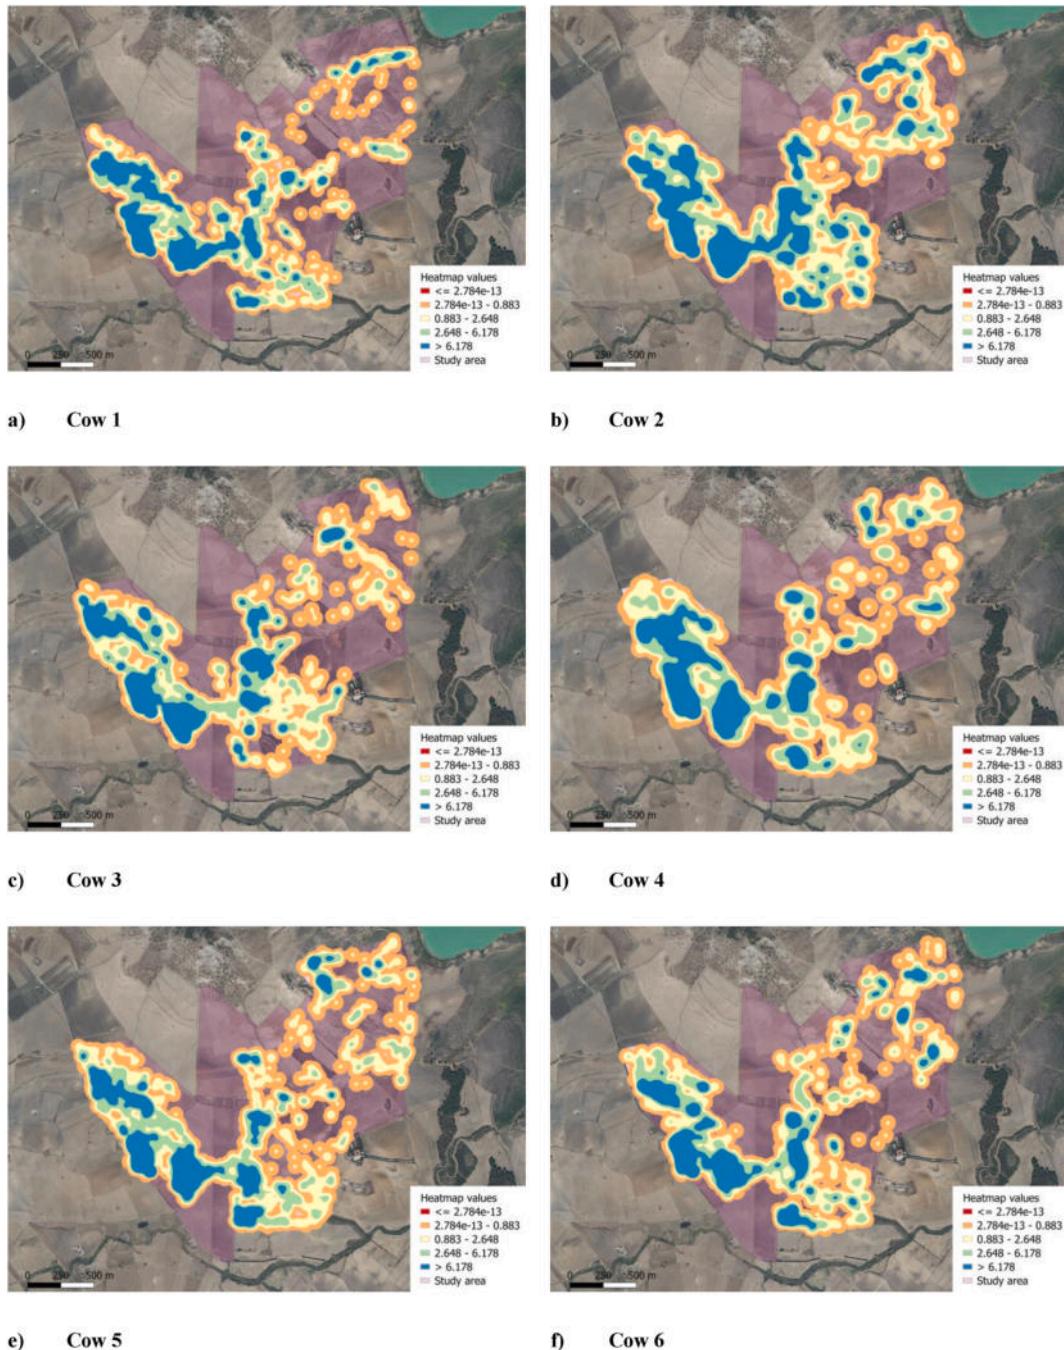 Heatmap values
<= 2.784e-13
2.784e-13 - 0.883
0.883 - 2.648
2.648 - 6.178
> 6.178
Study area
0 250 500 m
a) Cow 1
Heatmap values
<= 2.784e-13
2.784e-13 - 0.883
0.883 - 2.648
2.648 - 6.178
> 6.178
Study area
0 250 500 m
b) Cow 2
Heatmap values
<= 2.784e-13
2.784e-13 - 0.883
0.883 - 2.648
2.648 - 6.178
> 6.178
Study area
0 250 500 m
c) Cow 3
Heatmap values
<= 2.784e-13
2.784e-13 - 0.883
0.883 - 2.648
2.648 - 6.178
> 6.178
Study area
0 250 500 m
d) Cow 4
Heatmap values
<= 2.784e-13
2.784e-13 - 0.883
0.883 - 2.648
2.648 - 6.178
> 6.178
Study area
0 250 500 m
e) Cow 5
Heatmap values
<= 2.784e-13
2.784e-13 - 0.883
0.883 - 2.648
2.648 - 6.178
> 6.178
Study area
0 250 500 m
f) Cow 6